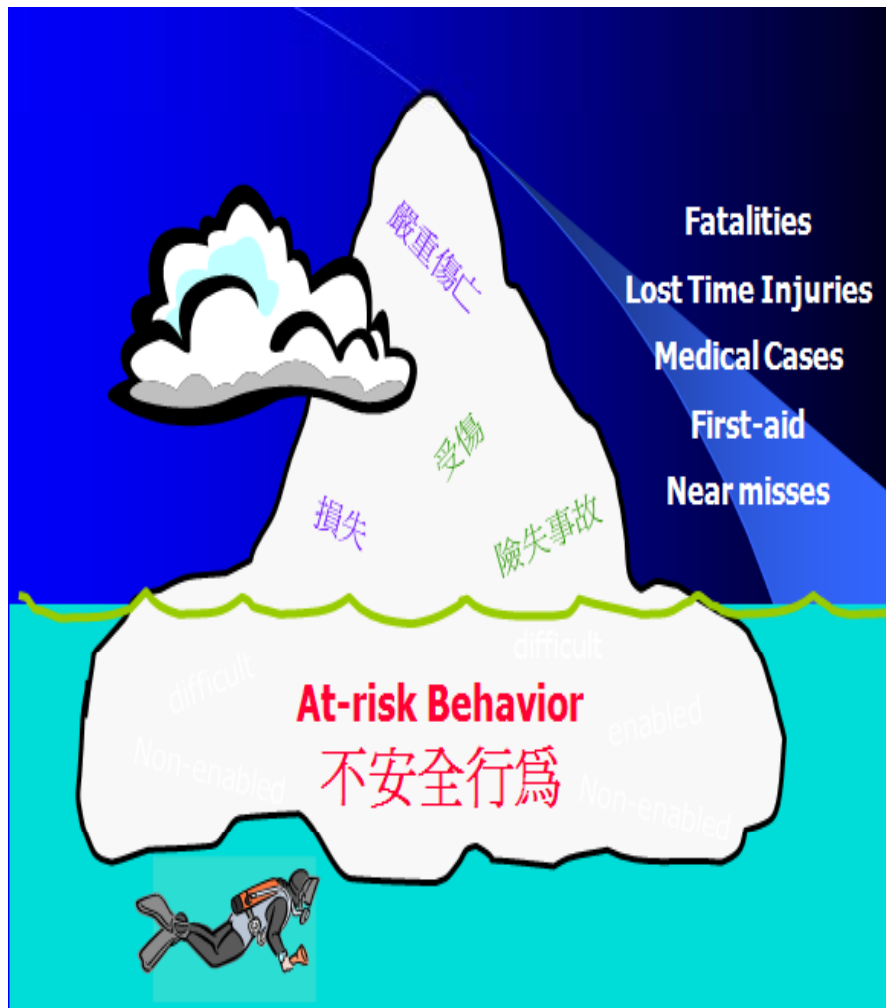 嚴重傷亡
受傷
損失
險失事故
Fatalities
Lost Time Injuries
Medical Cases
First-aid
Near misses
difficult
difficult
At-risk Behavior
enabled
Non-enabled
不安全行爲
Non-enabled